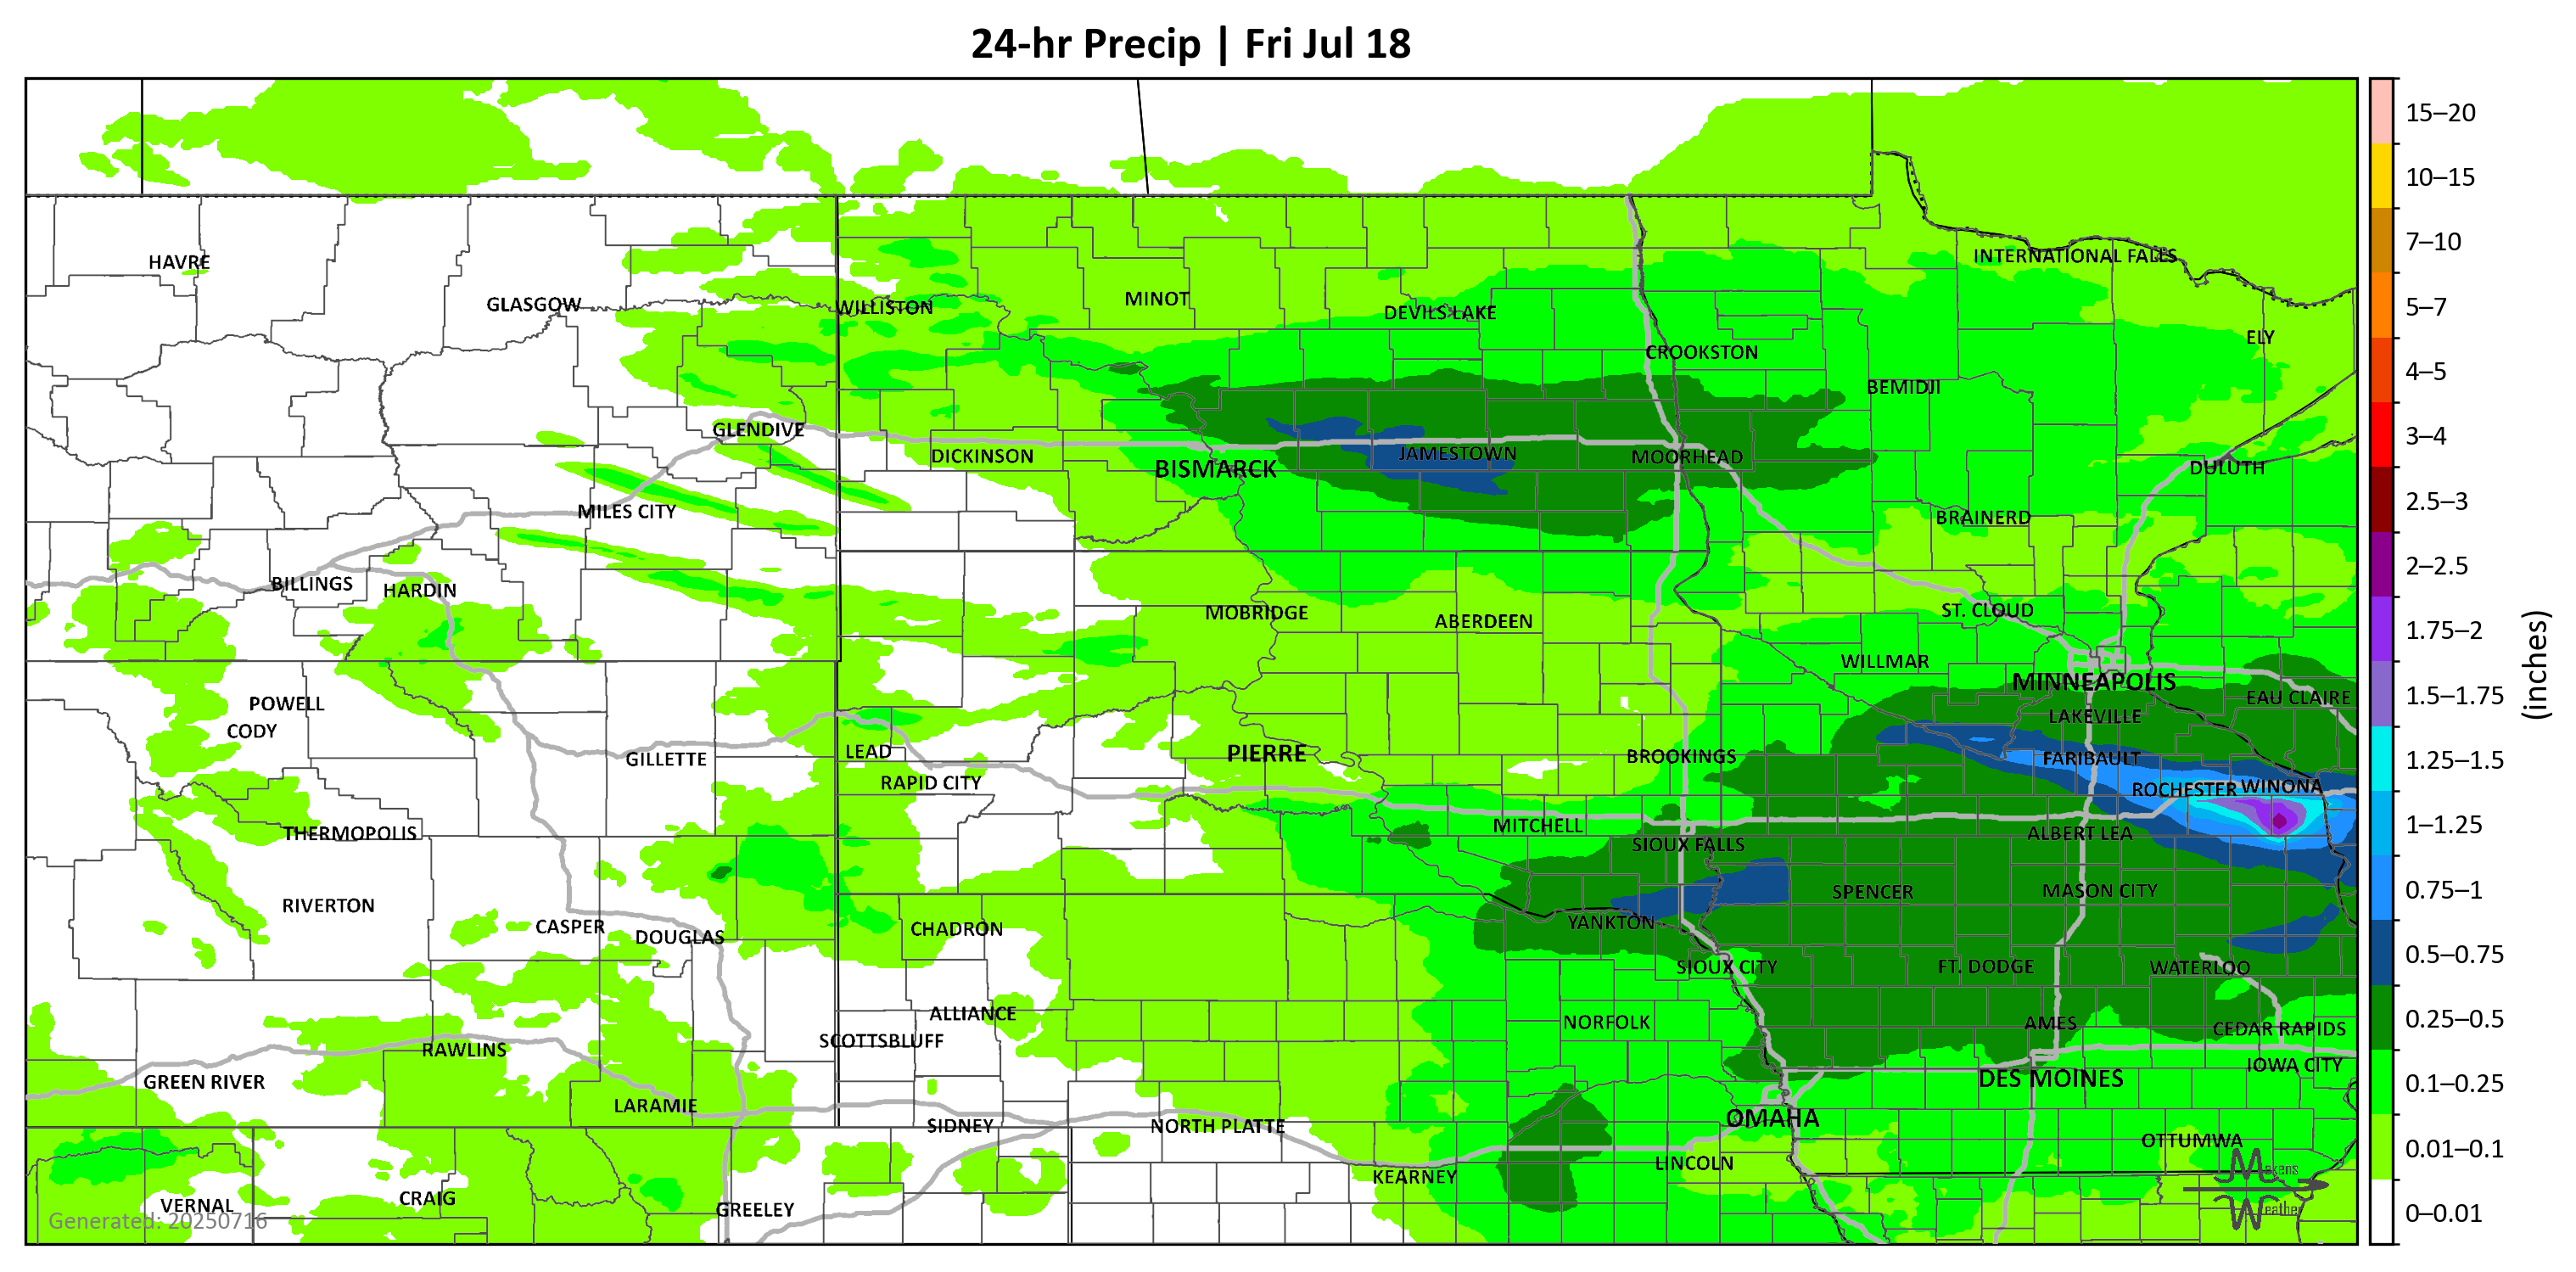 24-hr Precip | Fri Jul 18
15–20
10–15
7–10
5–7
4–5
3–4
2.5–3
2–2.5
1.75–2
1.5–1.75
1.25–1.5
1–1.25
0.75–1
0.5–0.75
0.25–0.5
0.1–0.25
0.01–0.1
0–0.01
(inches)
HAVRE
INTERNATIONAL FALLS
GLASGOW
WILLISTON
MINOT
DEVILS LAKE
ELY
CROOKSTON
BEMIDJI
GLENDIVE
DICKINSON
BISMARCK
JAMESTOWN
MOORHEAD
DULUTH
MILES CITY
BRAINERD
BILLINGS
HARDIN
MOBRIDGE
ABERDEEN
ST. CLOUD
WILLMAR
MINNEAPOLIS
POWELL
CODY
LAKEVILLE
EAU CLAIRE
GILLETTE
LEAD
PIERRE
BROOKINGS
FARIBAULT
RAPID CITY
ROCHESTER
WINONA
THERMOPOLIS
MITCHELL
SIOUX FALLS
ALBERT LEA
RIVERTON
SPENCER
MASON CITY
CASPER
DOUGLAS
CHADRON
YANKTON
SIOUX CITY
FT. DODGE
WATERLOO
ALLIANCE
SCOTTSBLUFF
NORFOLK
AMES
CEDAR RAPIDS
RAWLINS
GREEN RIVER
IOWA CITY
DES MOINES
LARAMIE
SIDNEY
NORTH PLATTE
OMAHA
OTTUMWA
KEARNEY
LINCOLN
VERNAL
CRAIG
GREELEY
Generated: 20250716
Makens
Weather